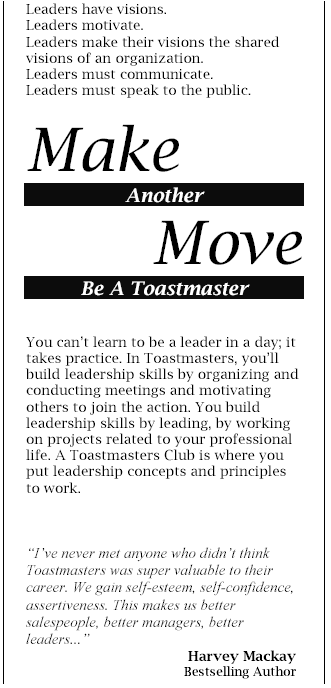 Leaders have visions.
Leaders motivate.
Leaders make their visions the shared
visions of an organization.
Leaders must communicate.
Leaders must speak to the public.
Make
Another
Move
Be A Toastmaster
You can’t learn to be a leader in a day; it
takes practice. In Toastmasters, you’ll
build leadership skills by organizing and
conducting meetings and motivating
others to join the action. You build
leadership skills by leading, by working
on projects related to your professional
life. A Toastmasters Club is where you
put leadership concepts and principles
to work.
“I’ve never met anyone who didn’t think
Toastmasters was super valuable to their
career. We gain self-esteem, self-confidence,
assertiveness. This makes us better
salespeople, better managers, better
leaders...”
Harvey Mackay
Bestselling Author